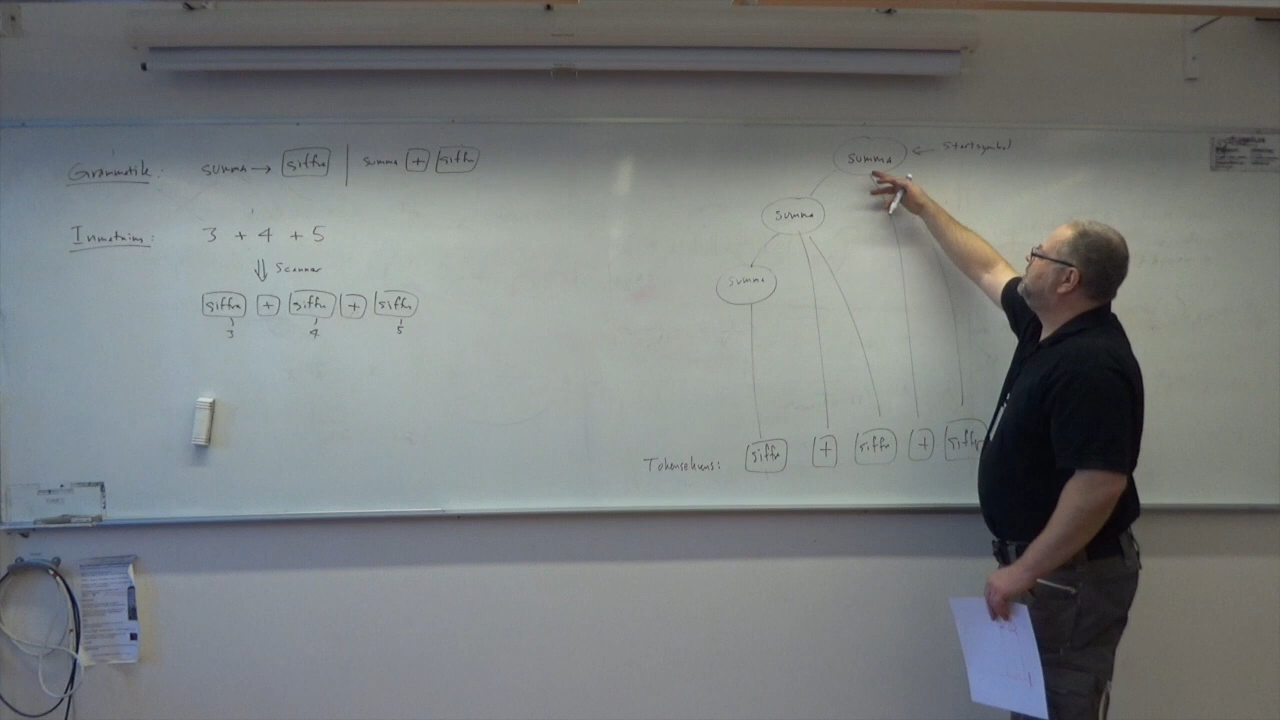 Grammatik: summa → siffra | summa + siffra
Inmatning: 3 + 4 + 5
⇓ Scanner
siffra + siffra + siffra
3 4 5
summa ← Startsymbol
summa
summa
Tokensekvens: siffra + siffra + siffra